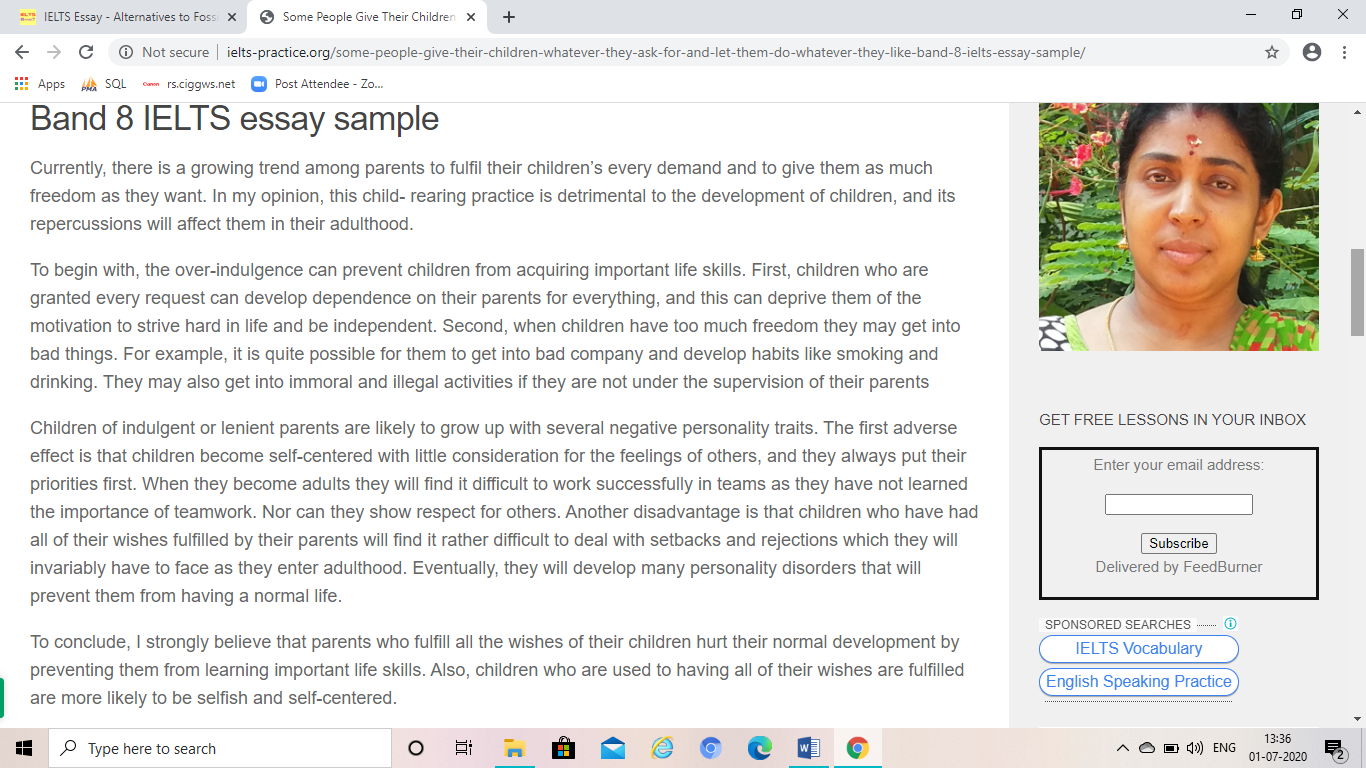 IELTS Essay - Alternatives to Foss
Some People Give Their Children
Not secure
ielts-practice.org/some-people-give-their-children-whatever-they-ask-for-and-let-them-do-whatever-they-like-band-8-ielts-essay-sample/
Apps
SQL
rs.ciggws.net
Post Attendee - Zo...
Band 8 IELTS essay sample
Currently, there is a growing trend among parents to fulfil their children’s every demand and to give them as much
freedom as they want. In my opinion, this child- rearing practice is detrimental to the development of children, and its
repercussions will affect them in their adulthood.
To begin with, the over-indulgence can prevent children from acquiring important life skills. First, children who are
granted every request can develop dependence on their parents for everything, and this can deprive them of the
motivation to strive hard in life and be independent. Second, when children have too much freedom they may get into
bad things. For example, it is quite possible for them to get into bad company and develop habits like smoking and
drinking. They may also get into immoral and illegal activities if they are not under the supervision of their parents
Children of indulgent or lenient parents are likely to grow up with several negative personality traits. The first adverse
effect is that children become self-centered with little consideration for the feelings of others, and they always put their
priorities first. When they become adults they will find it difficult to work successfully in teams as they have not learned
the importance of teamwork. Nor can they show respect for others. Another disadvantage is that children who have had
all of their wishes fulfilled by their parents will find it rather difficult to deal with setbacks and rejections which they will
invariably have to face as they enter adulthood. Eventually, they will develop many personality disorders that will
prevent them from having a normal life.
To conclude, I strongly believe that parents who fulfill all the wishes of their children hurt their normal development by
preventing them from learning important life skills. Also, children who are used to having all of their wishes are fulfilled
are more likely to be selfish and self-centered.
GET FREE LESSONS IN YOUR INBOX
Enter your email address:
Subscribe
Delivered by FeedBurner
SPONSORED SEARCHES
IELTS Vocabulary
English Speaking Practice
Type here to search
ENG
13:36
01-07-2020
2